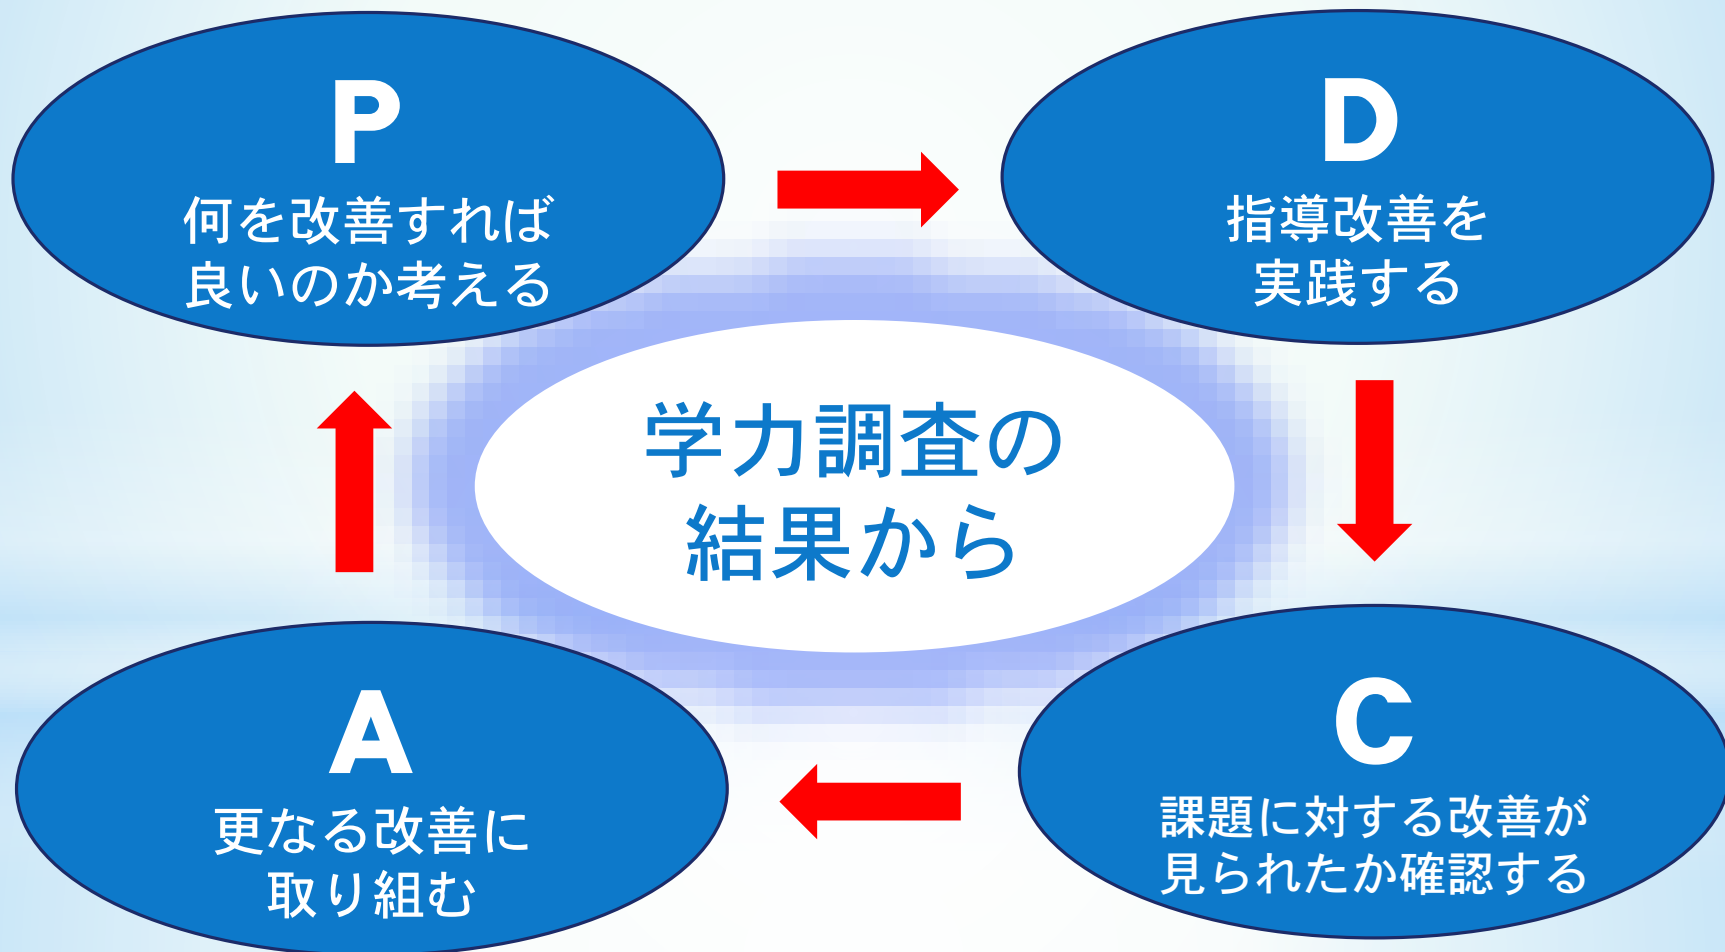 P
何を改善すれば
良いのか考える
D
指導改善を
実践する
学力調査の
結果から
A
更なる改善に
取り組む
C
課題に対する改善が
見られたか確認する